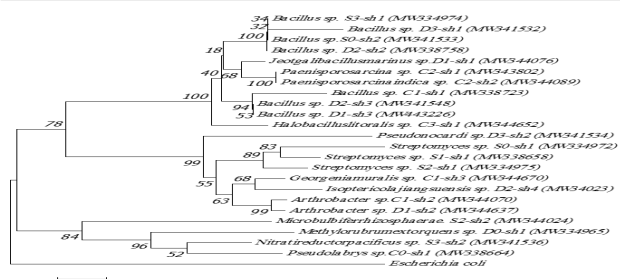 34 Bacillus sp. S3-sh1 (MW334974)
32 Bacillus sp. D3-sh1 (MW341532)
100 Bacillus sp.S0-sh2 (MW341533)
Bacillus sp. D2-sh2 (MW338758)
18
Jeotgalibacillusmarinus sp.D1-sh1 (MW344076)
40 68 Paenisporosarcina sp. C2-sh1 (MW343802)
100 Paenisporosarcinaindica sp. C2-sh2 (MW344089)
Bacillus sp. C1-sh1 (MW338723)
100
94 Bacillus sp. D2-sh3 (MW341548)
53 Bacillus sp. D1-sh3 (MW443226)
78 Halobacilluslitoralis sp. C3-sh1 (MW344652)
Pseudonocardi sp.D3-sh2 (MW341534)
83 Streptomyces sp. S0-sh1 (MW334972)
89 Streptomyces sp. S1-sh1 (MW338658)
99 Streptomyces sp. S2-sh1 (MW334975)
55 68 Georgeniamuralis sp. C1-sh3 (MW344670)
Isoptericolajiangsuensis sp. D2-sh4 (MW34023)
63 Arthrobacter sp.C1-sh2 (MW344070)
99 Arthrobacter sp. D1-sh2 (MW344637)
Microbulbiferrhizosphaerae. S2-sh2 (MW344024)
84 Methylorubrumextorquens sp. D0-sh1 (MW334965)
96 Nitratireductorpacificus sp. S3-sh2 (MW341536)
52 Pseudolabrys sp.C0-sh1 (MW338664)
Escherichia coli